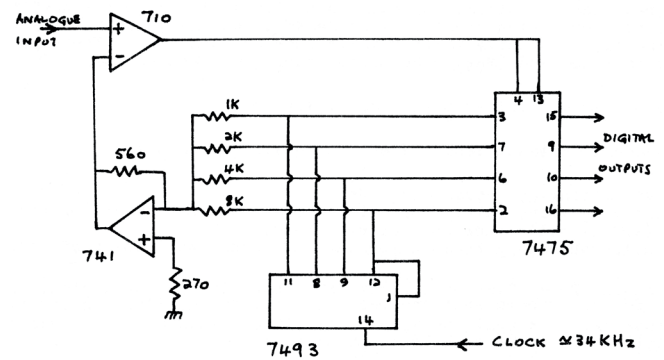 ANALOGUE
INPUT
710
+
-
1K
2K
4K
8K
560
741
-
+
270
4 13
3
7
6
2
15
9
10
16
DIGITAL
OUTPUTS
7475
11 8 9 12
1
14
7493
CLOCK ≃34KHZ